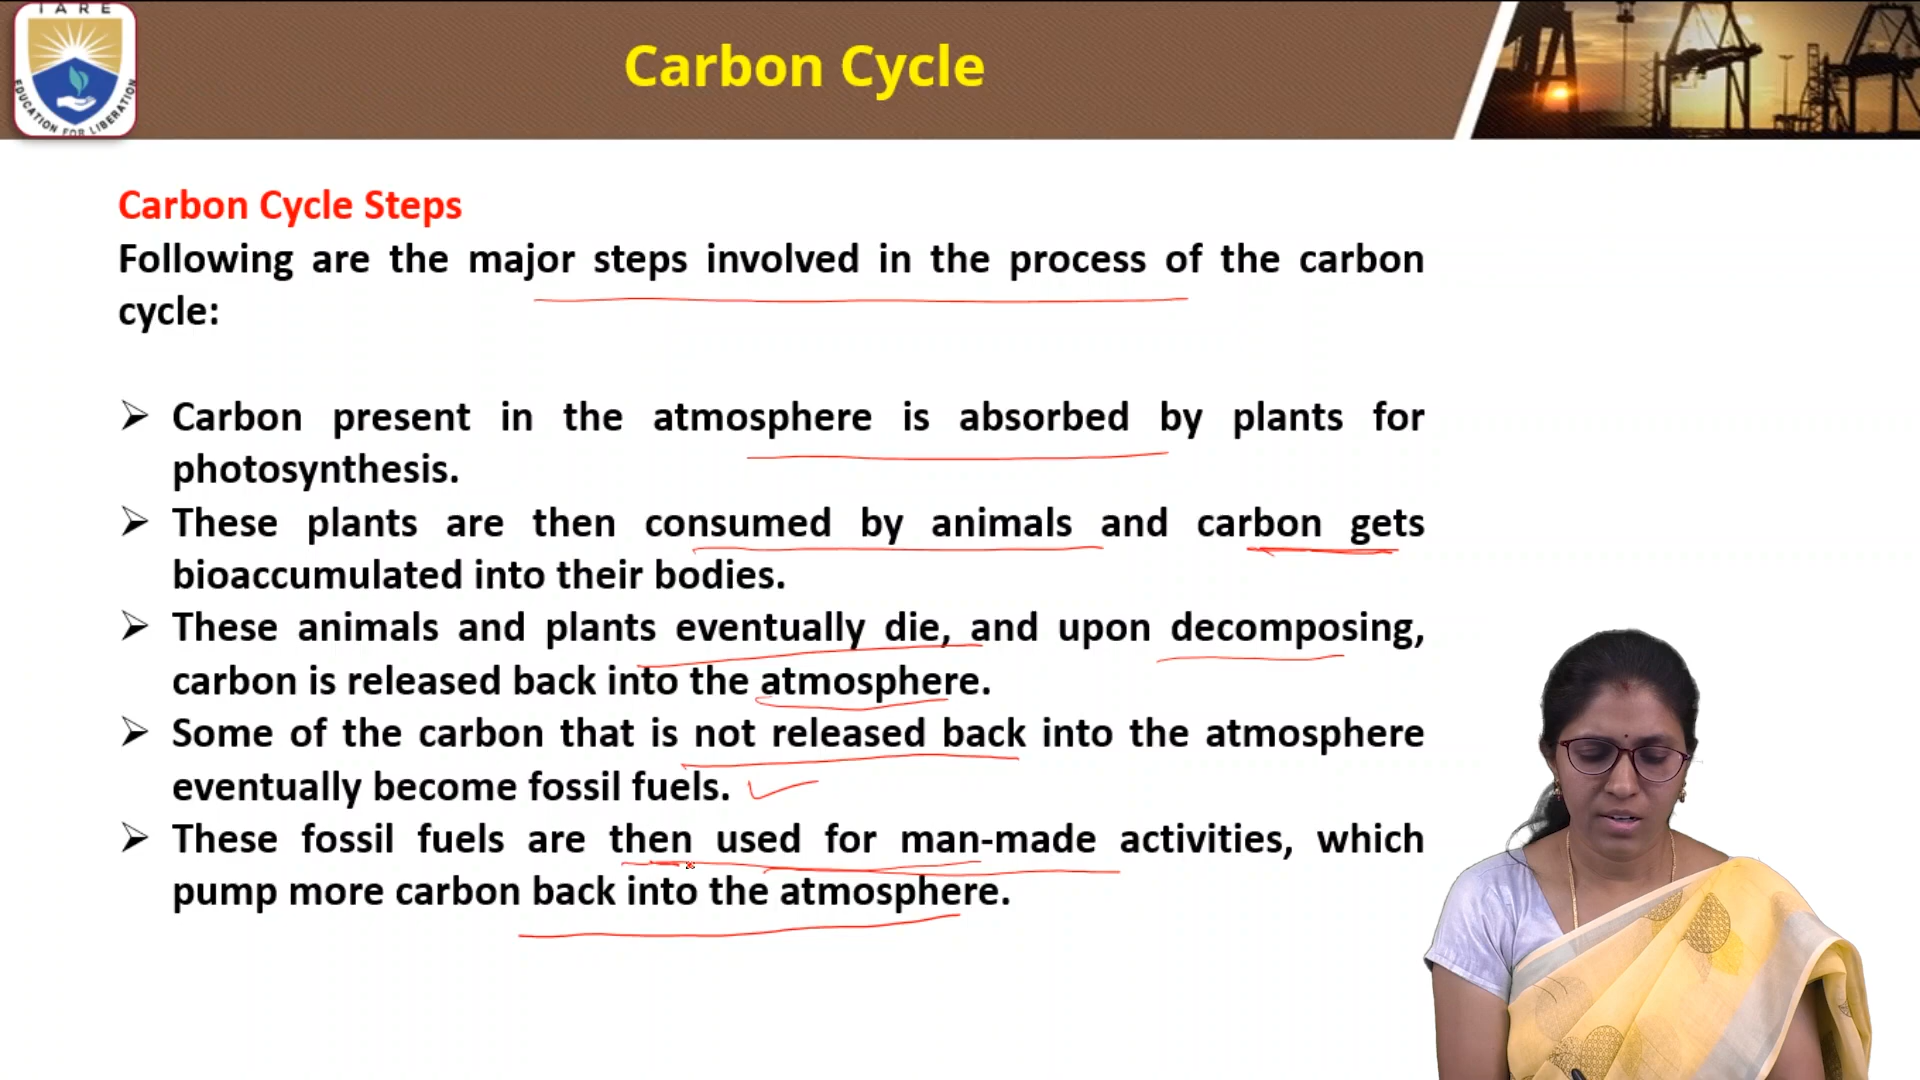 IARE
EDUCATION FOR LIBERATION
Carbon Cycle
Carbon Cycle Steps
Following are the major steps involved in the process of the carbon
cycle:
➢ Carbon present in the atmosphere is absorbed by plants for
photosynthesis.
➢ These plants are then consumed by animals and carbon gets
bioaccumulated into their bodies.
➢ These animals and plants eventually die, and upon decomposing,
carbon is released back into the atmosphere.
➢ Some of the carbon that is not released back into the atmosphere
eventually become fossil fuels.
➢ These fossil fuels are then used for man-made activities, which
pump more carbon back into the atmosphere.